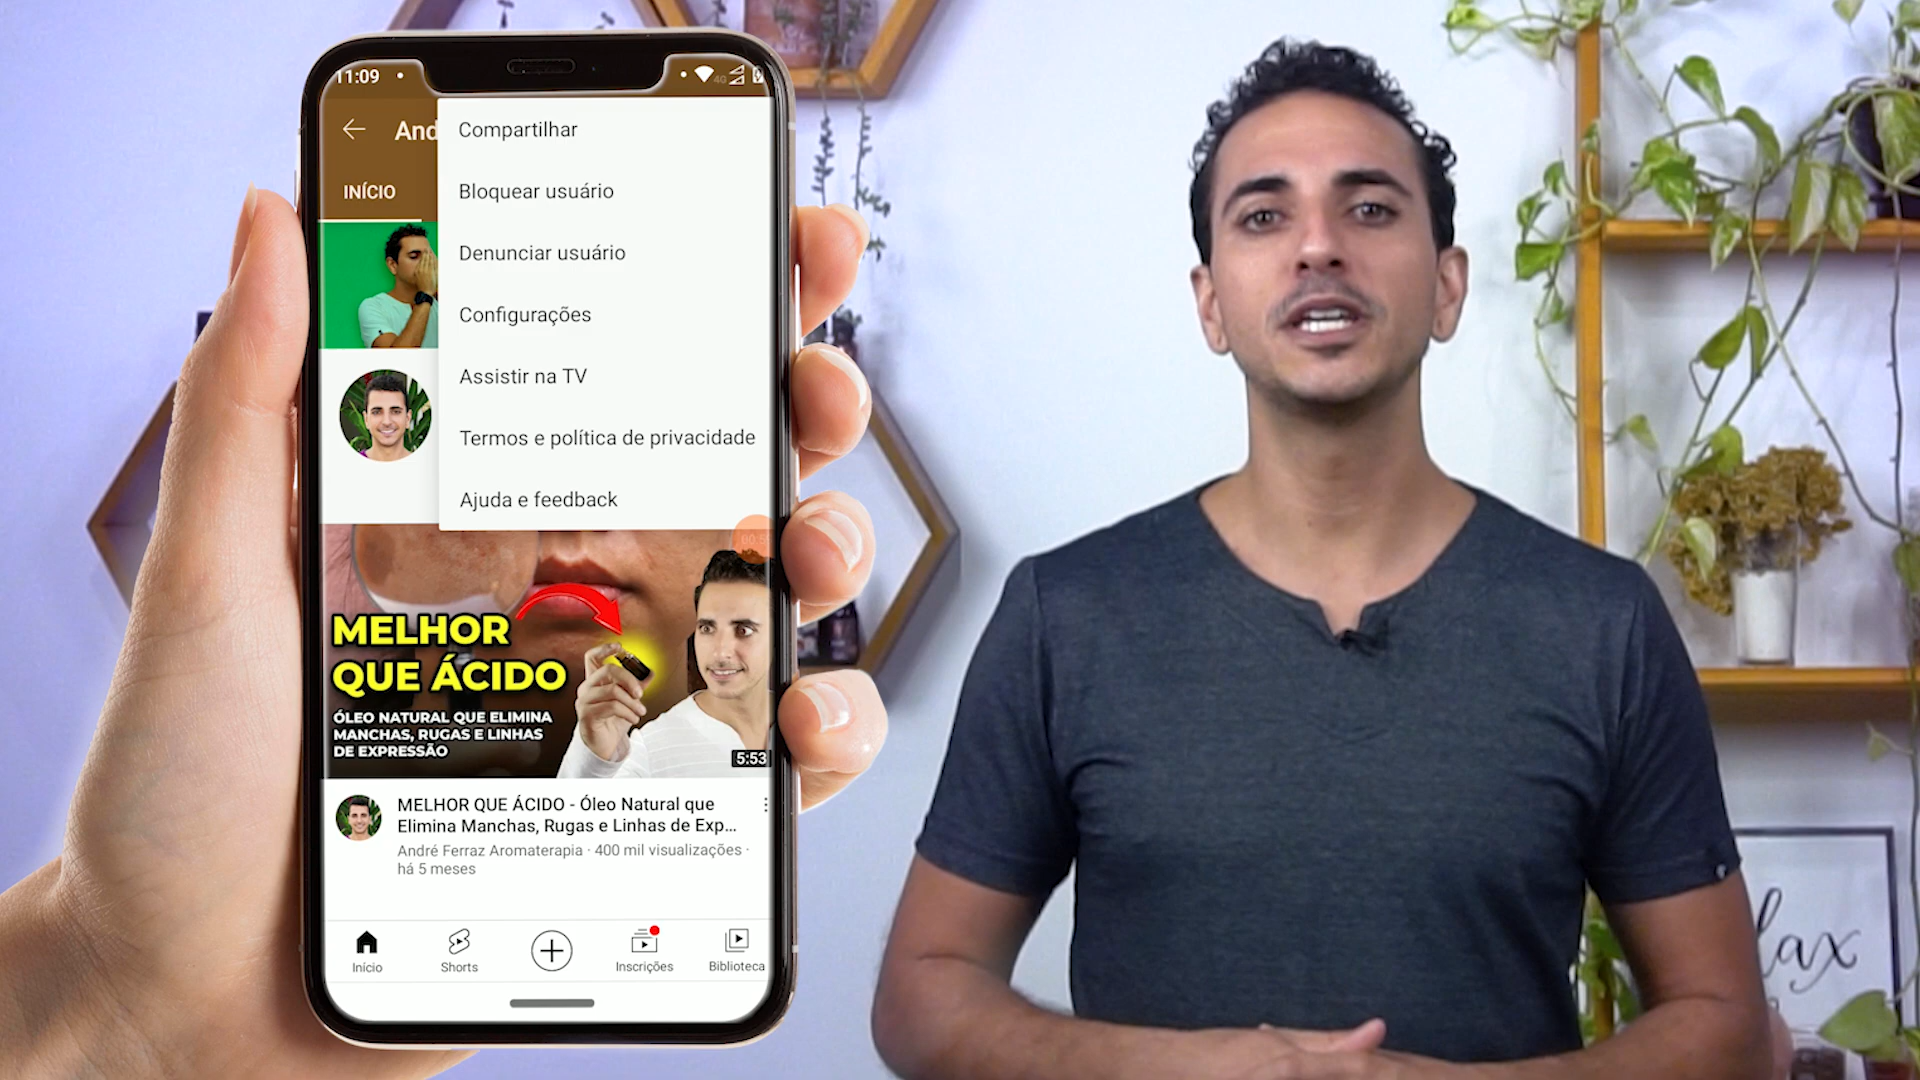 11:09
4G
And
Compartilhar
Bloquear usuário
INÍCIO
Denunciar usuário
Configurações
Assistir na TV
Termos e política de privacidade
Ajuda e feedback
MELHOR
QUE ÁCIDO
ÓLEO NATURAL QUE ELIMINA
MANCHAS, RUGAS E LINHAS
DE EXPRESSÃO
5:53
MELHOR QUE ÁCIDO - Óleo Natural que
Elimina Manchas, Rugas e Linhas de Exp...
André Ferraz Aromaterapia · 400 mil visualizações ·
há 5 meses
Início
Shorts
Inscrições
Biblioteca
lax